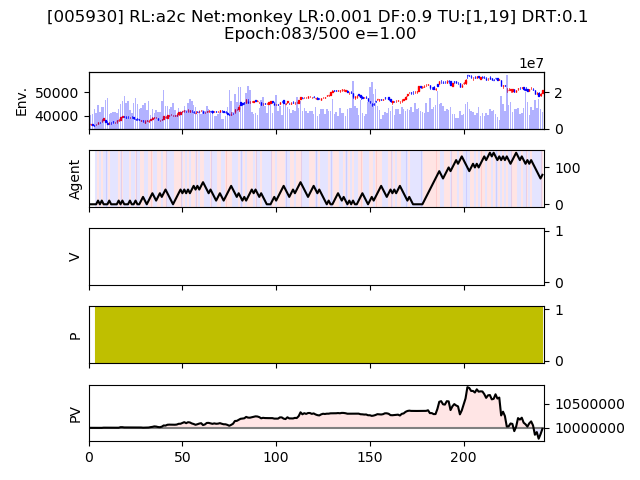 [005930] RL:a2c Net:monkey LR:0.001 DF:0.9 TU:[1,19] DRT:0.1
Epoch:083/500 e=1.00
1e7
Env.
50000
40000
2
0
Agent
100
0
V
1
0
P
1
0
PV
10500000
10000000
0
50
100
150
200